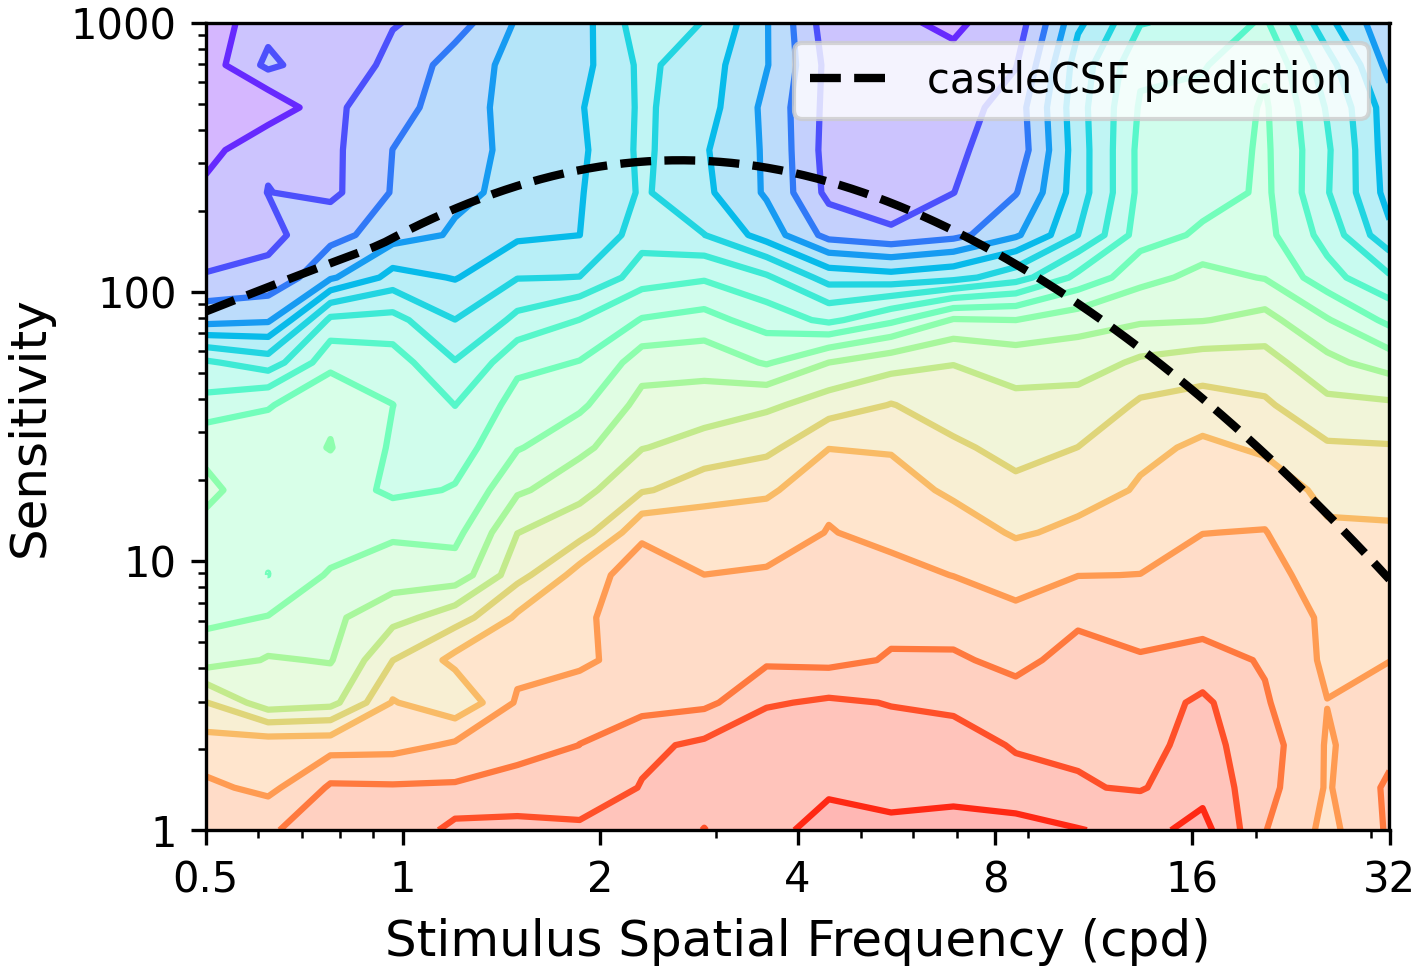 1000
100
10
1
Sensitivity
castleCSF prediction
0.5 1 2 4 8 16 32
Stimulus Spatial Frequency (cpd)